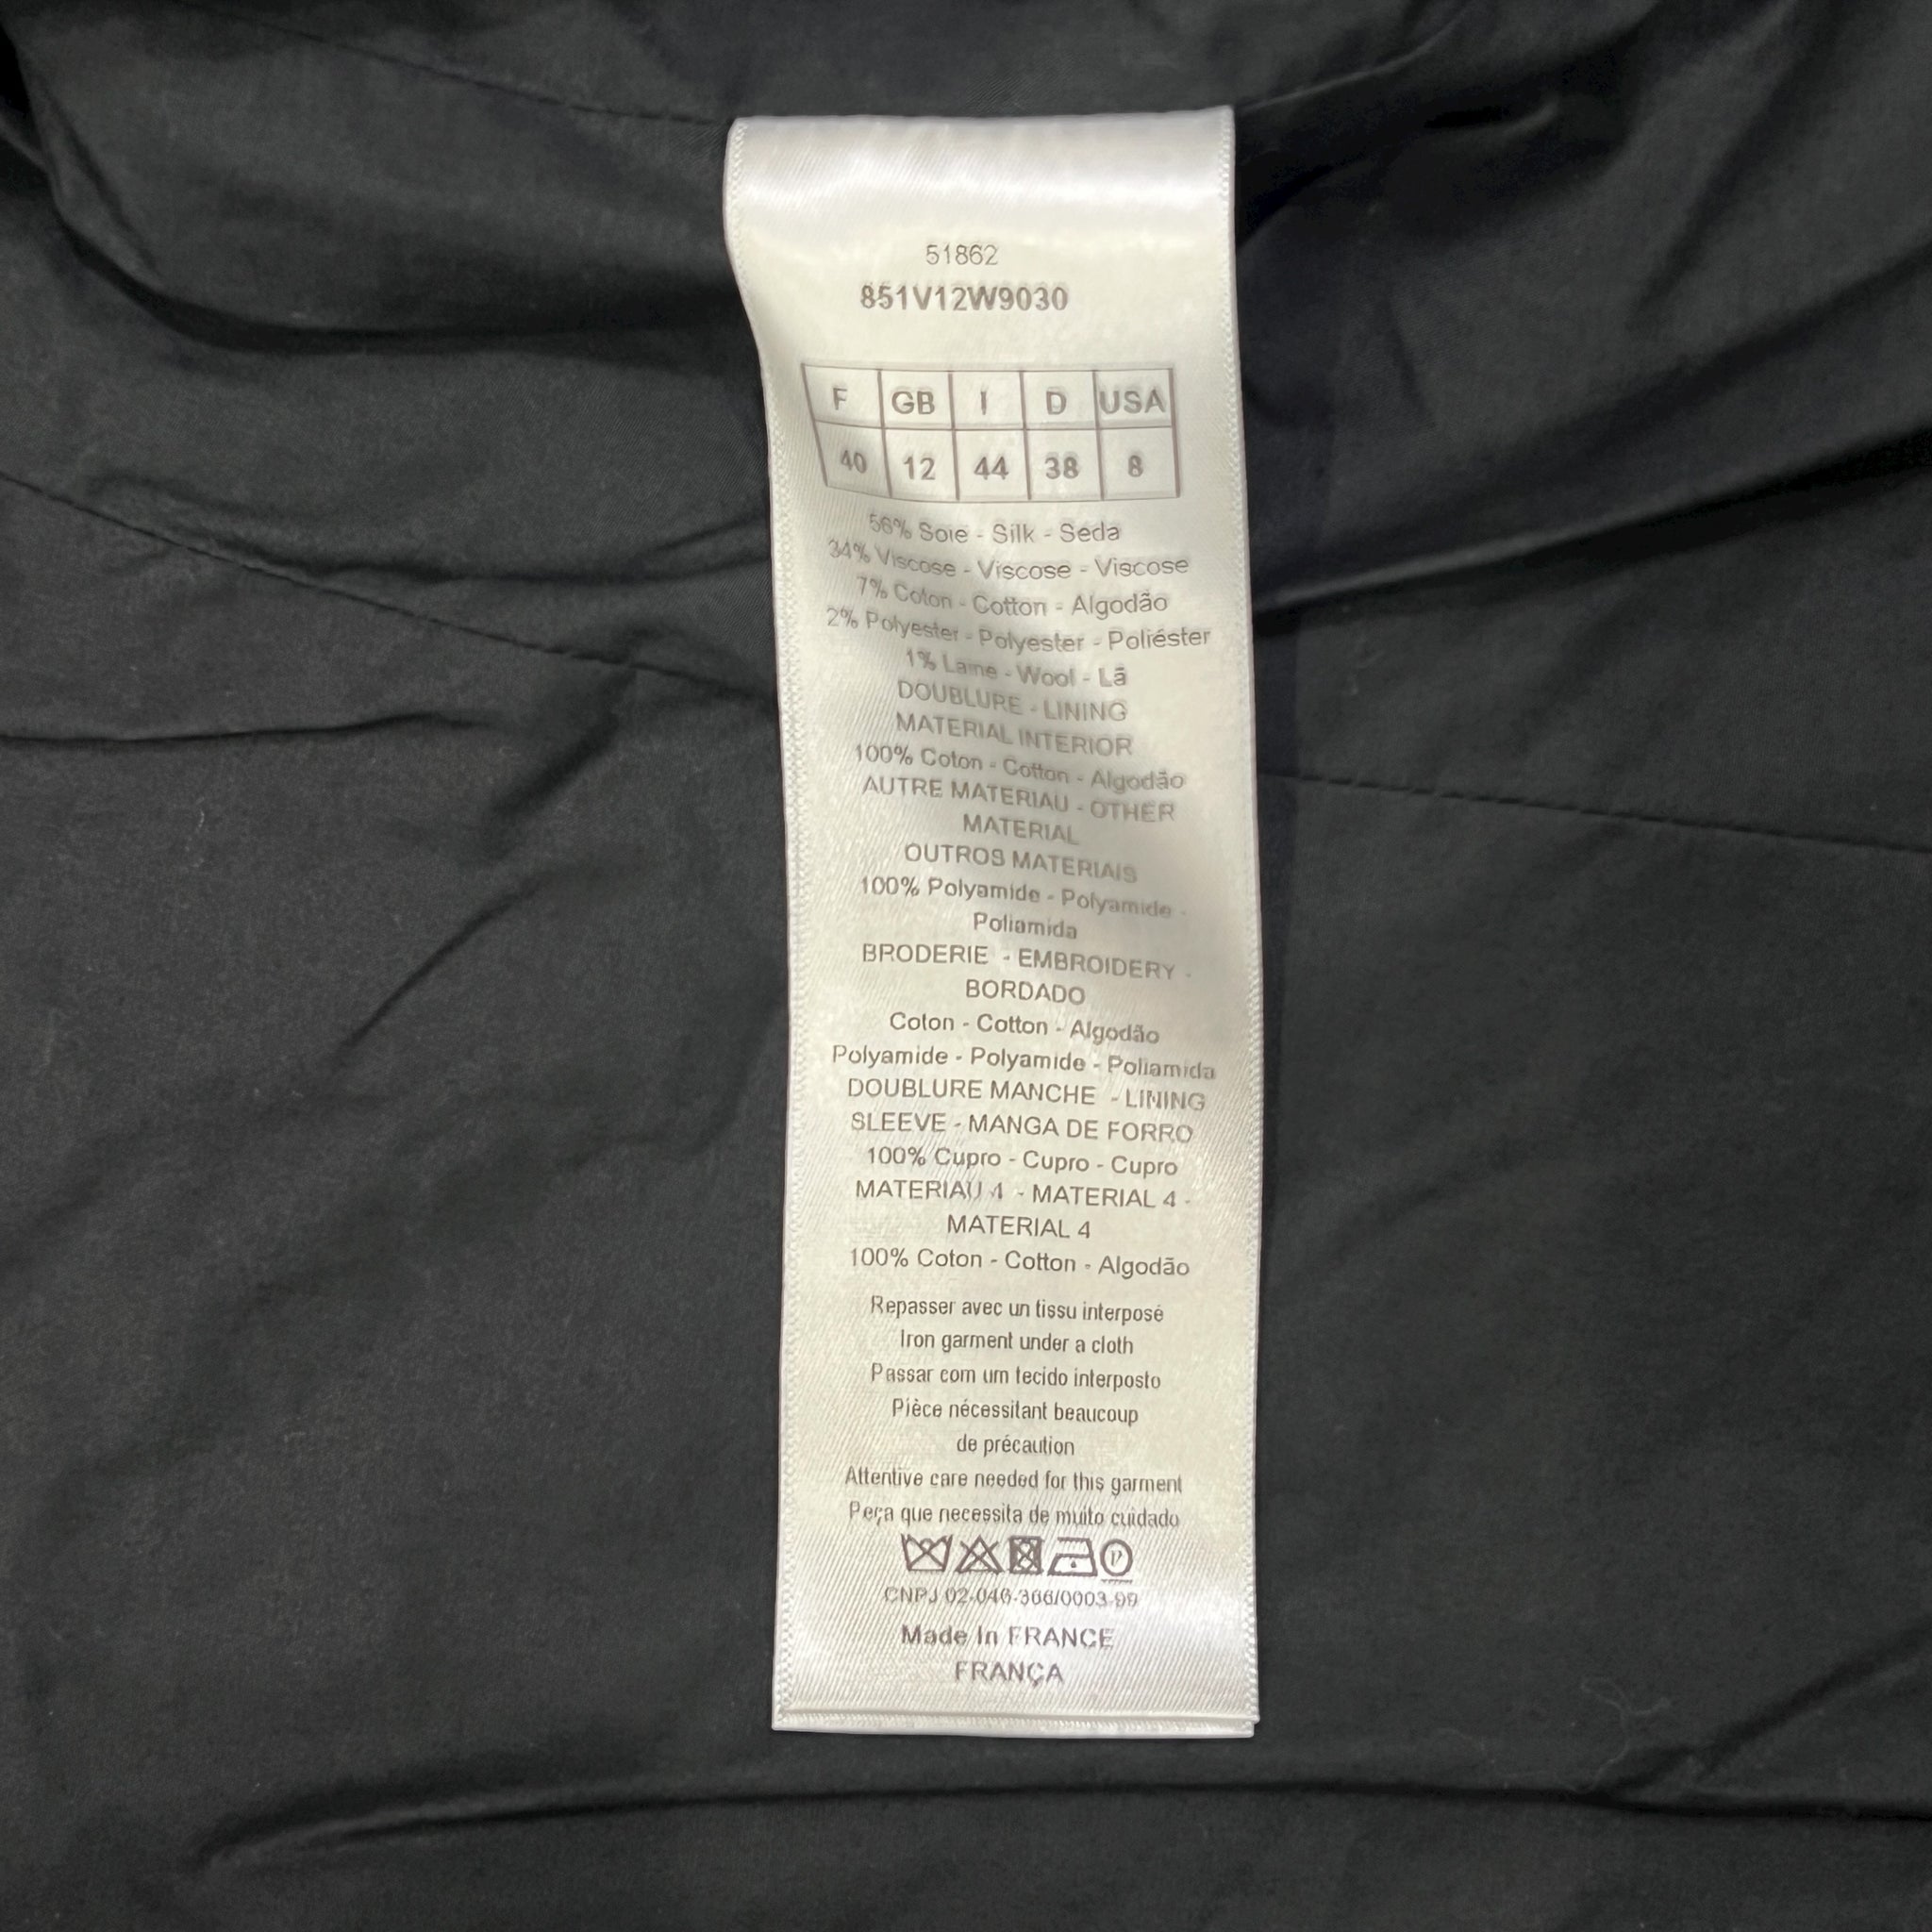 51862
851V12W9030
F GB I D USA
40 12 44 38 8
56% Soie - Silk - Seda
34% Viscose - Viscose - Viscose
7% Coton - Cotton - Algodão
2% Polyester - Polyester - Poliéster
1% Laine - Wool - Lã
DOUBLURE - LINING
MATERIAL INTERIOR
100% Coton - Cotton - Algodão
AUTRE MATERIAU - OTHER
MATERIAL
OUTROS MATERIAIS
100% Polyamide - Polyamide -
Poliamida
BRODERIE - EMBROIDERY -
BORDADO
Coton - Cotton - Algodão
Polyamide - Polyamide - Poliamida
DOUBLURE MANCHE - LINING
SLEEVE - MANGA DE FORRO
100% Cupro - Cupro - Cupro
MATERIAU 4 - MATERIAL 4 -
MATERIAL 4
100% Coton - Cotton - Algodão
Repasser avec un tissu interposé
Iron garment under a cloth
Passar com um tecido interposto
Pièce nécessitant beaucoup
de précaution
Attentive care needed for this garment
Peça que necessita de muito cuidado
P
CNPJ 02-046-366/0003-99
Made In FRANCE
FRANÇA